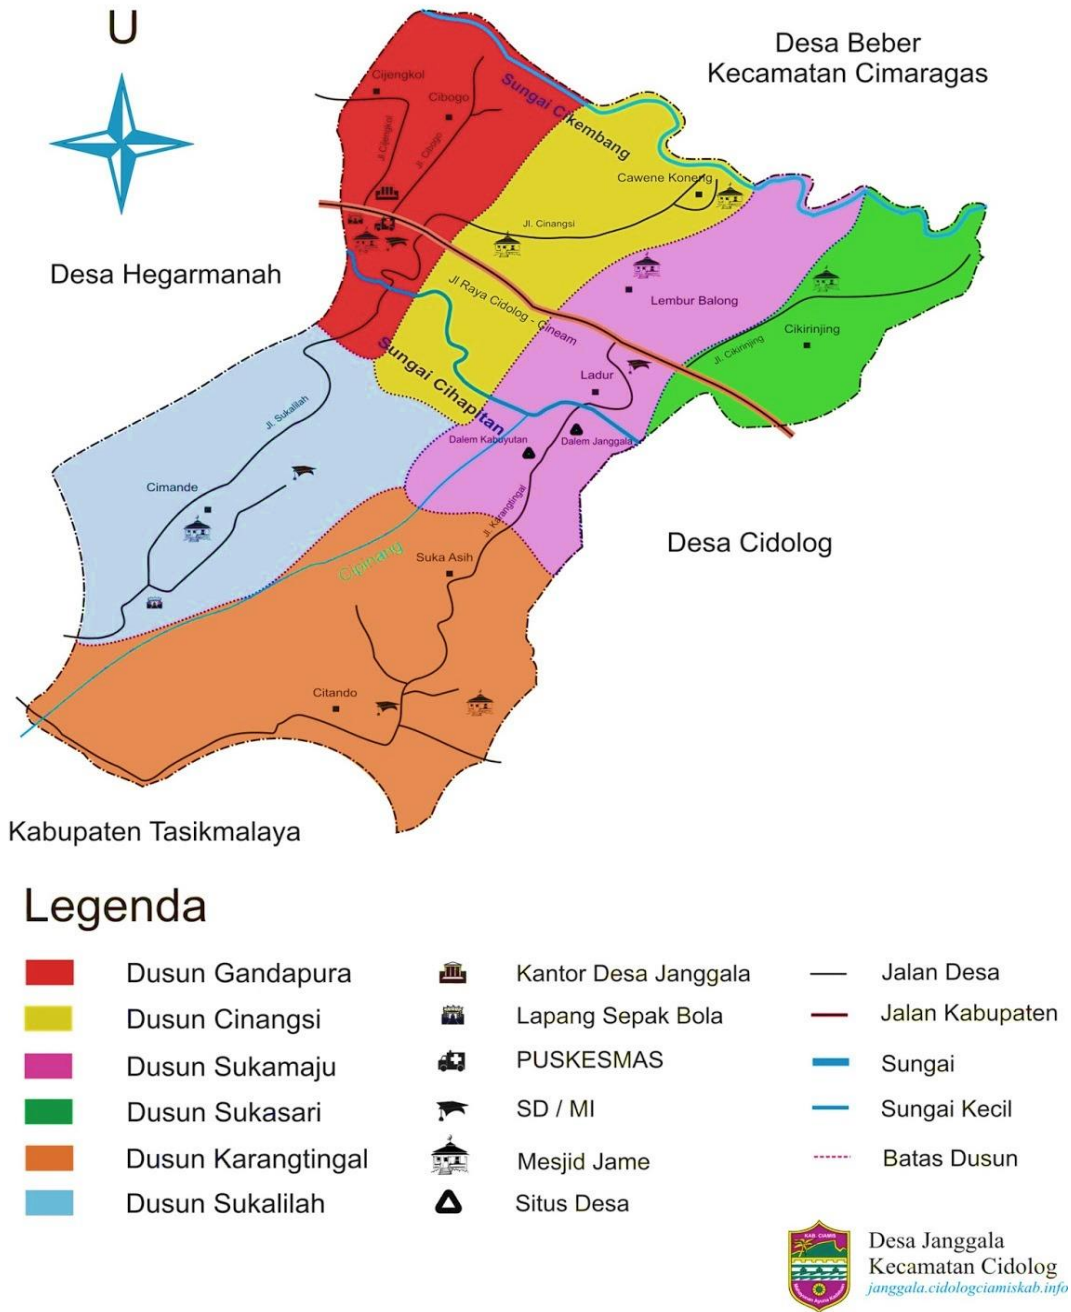 U
Desa Beber
Kecamatan Cimaragas
Cijengkol
Cibogo
Sungai Cikembang
Jl.Cijengkol
Jl. Cibogo
Cawene Koneng
Jl. Cinangsi
Desa Hegarmanah
Jl Raya Cidolog - Cineam
Lembur Balong
Cikirinjing
Jl. Cikirinjing
Sungai Cihapitan
Ladur
Jl. Sukalilah
Dalem Kabuyutan
Dalem Janggala
Cimande
Jl. Karangtingal
Desa Cidolog
Cipinang
Suka Asih
Citando
Kabupaten Tasikmalaya
Legenda
Dusun Gandapura
Dusun Cinangsi
Dusun Sukamaju
Dusun Sukasari
Dusun Karangtingal
Dusun Sukalilah
Kantor Desa Janggala
Lapang Sepak Bola
PUSKESMAS
SD / MI
Mesjid Jame
Situs Desa
Jalan Desa
Jalan Kabupaten
Sungai
Sungai Kecil
Batas Dusun
KAB CIAMIS
Desa Janggala
Kecamatan Cidolog
janggala.cidologciamiskab.info